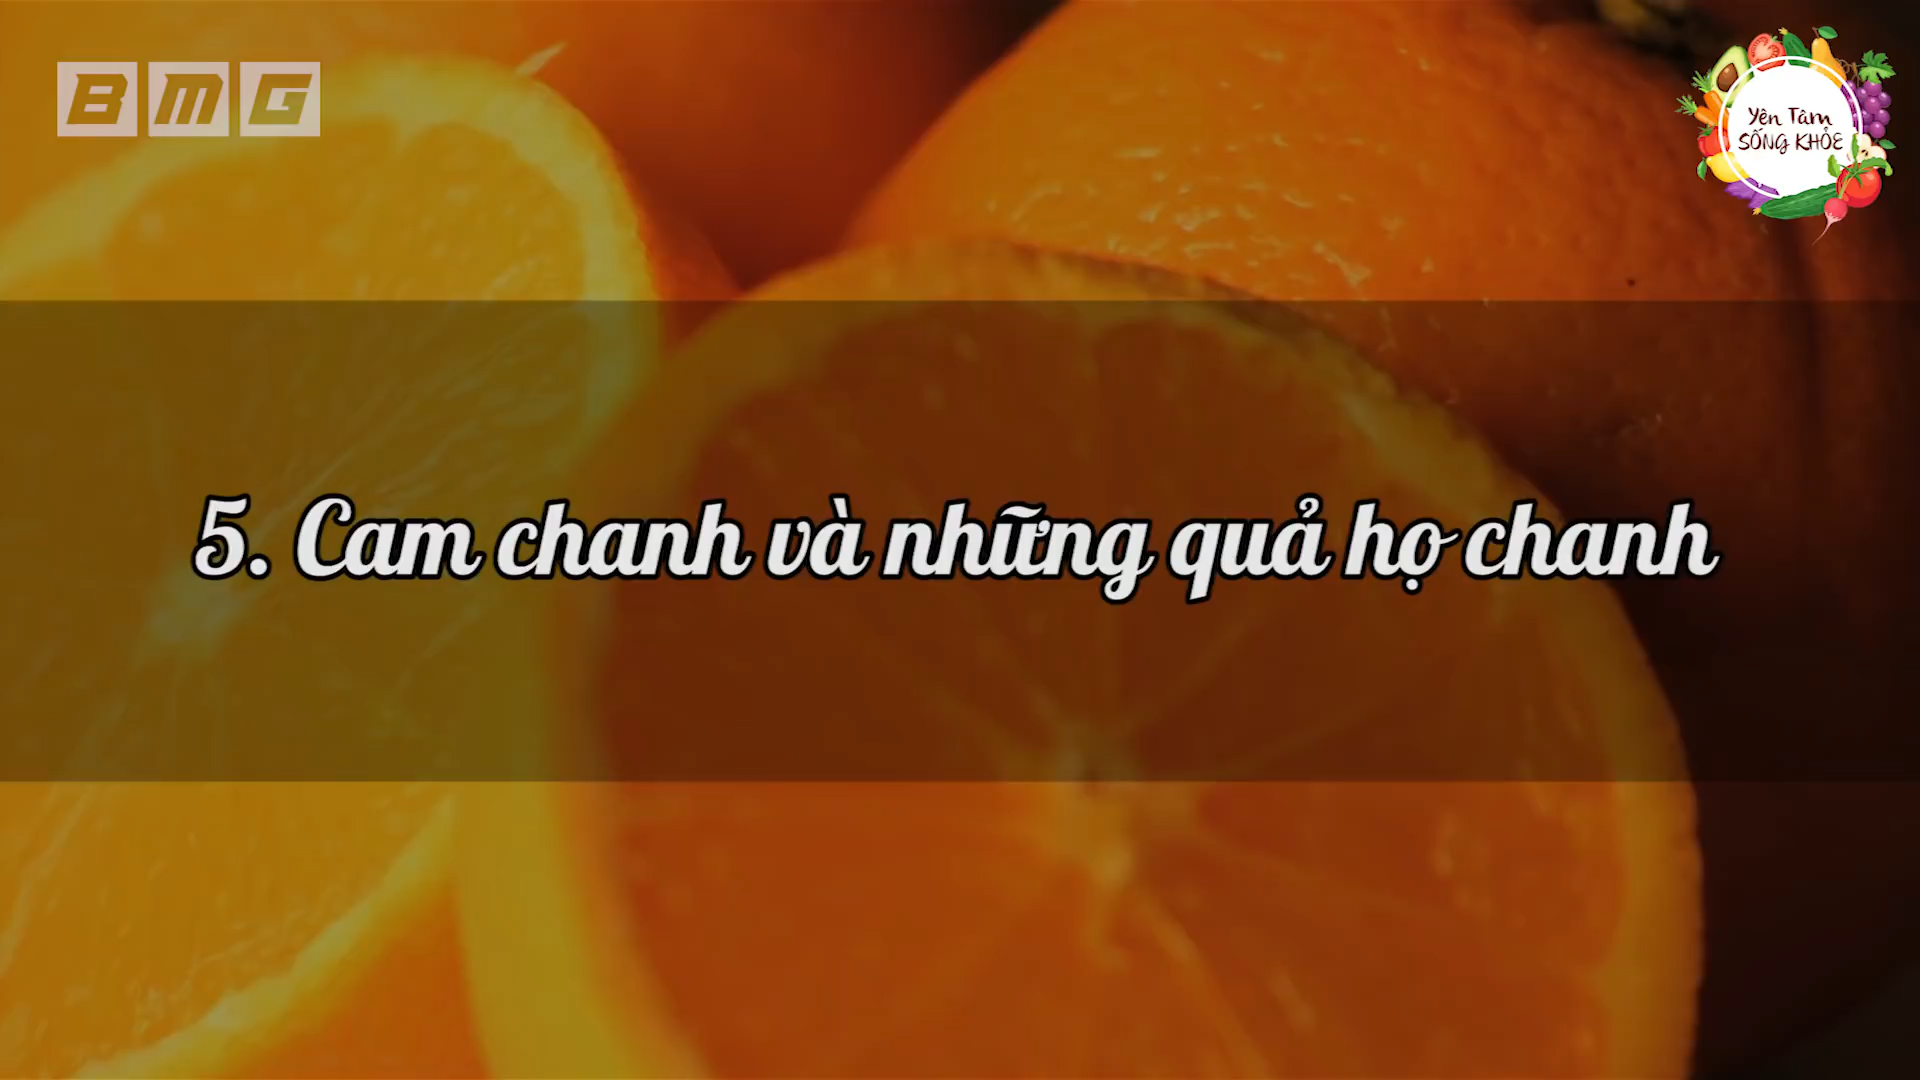 BMG
Yên Tâm
SỐNG KHỎE
5. Cam chanh và những quả họ chanh